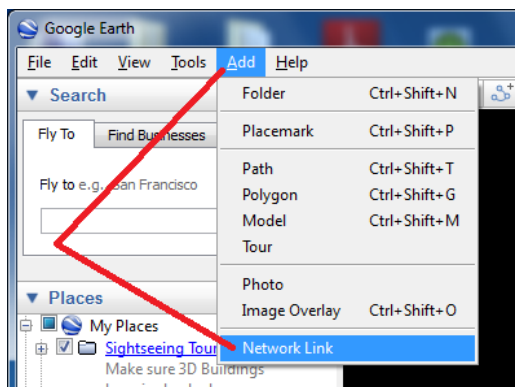 Google Earth
File Edit View Tools Add Help
Search
Fly To Find Businesses
Fly to e.g. San Francisco
Folder Ctrl+Shift+N
Placemark Ctrl+Shift+P
Path Ctrl+Shift+T
Polygon Ctrl+Shift+G
Model Ctrl+Shift+M
Tour
Photo
Image Overlay Ctrl+Shift+O
Network Link
Places
My Places
Sightseeing Tour
Make sure 3D Buildings